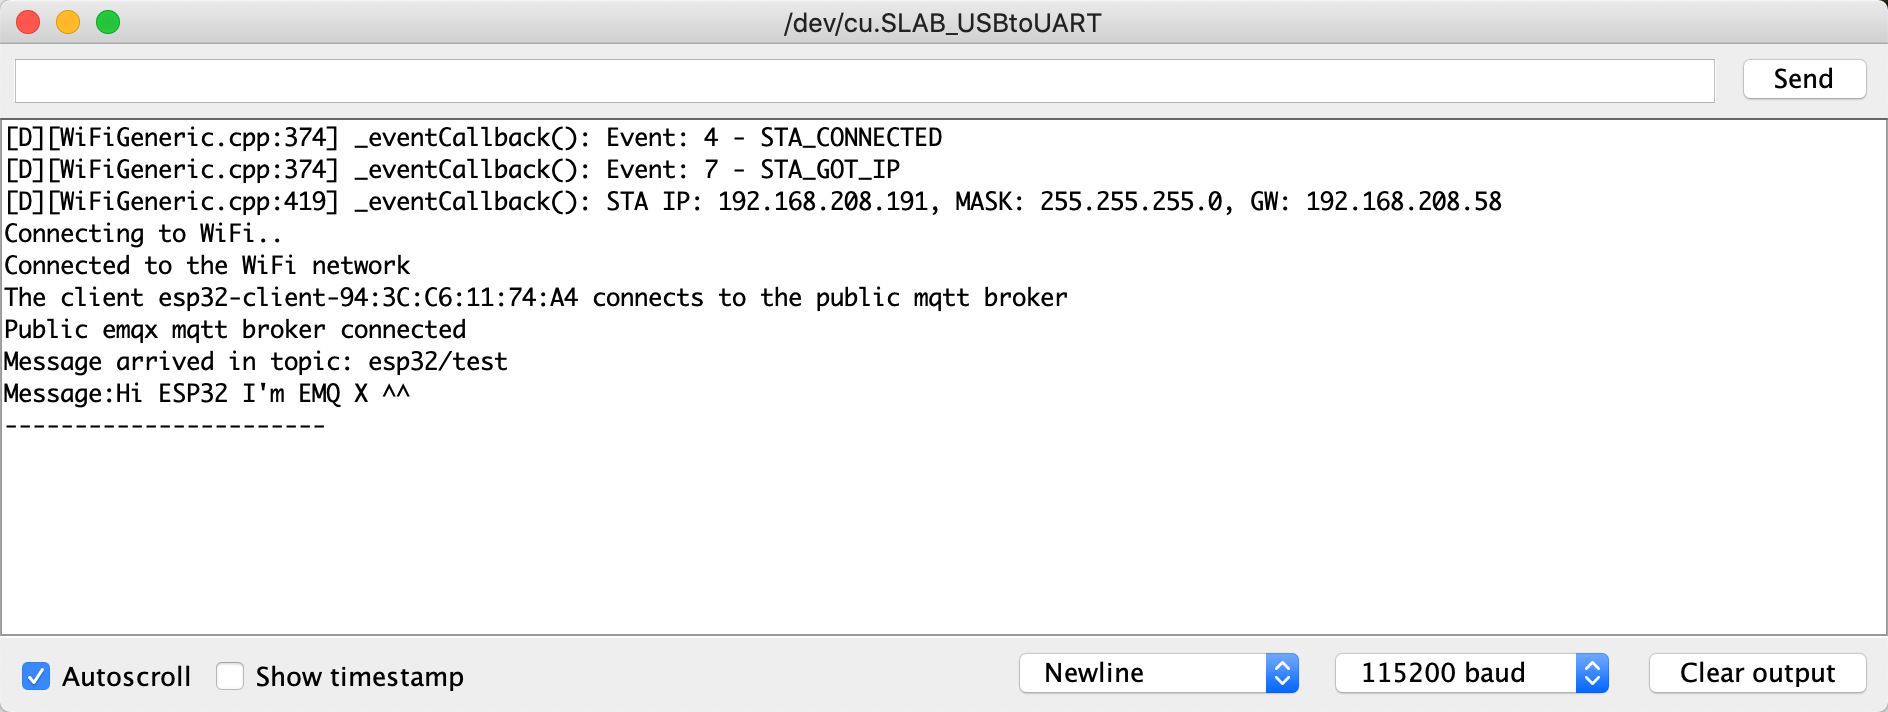 /dev/cu.SLAB_USBtoUART
Send
[D][WiFiGeneric.cpp:374] _eventCallback(): Event: 4 - STA_CONNECTED
[D][WiFiGeneric.cpp:374] _eventCallback(): Event: 7 - STA_GOT_IP
[D][WiFiGeneric.cpp:419] _eventCallback(): STA IP: 192.168.208.191, MASK: 255.255.255.0, GW: 192.168.208.58
Connecting to WiFi..
Connected to the WiFi network
The client esp32-client-94:3C:C6:11:74:A4 connects to the public mqtt broker
Public emqx mqtt broker connected
Message arrived in topic: esp32/test
Message:Hi ESP32 I'm EMQ X ^^
-----------------------
Autoscroll Show timestamp Newline 115200 baud Clear output